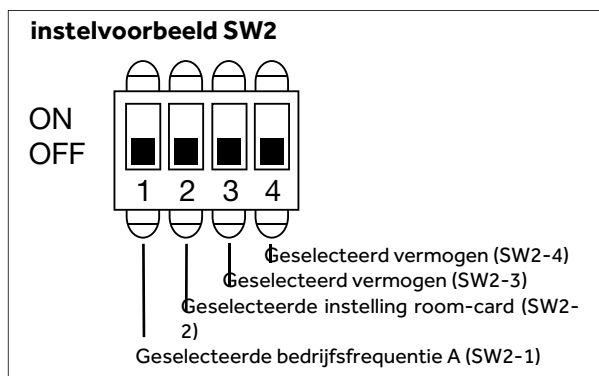 instelvoorbeeld SW2
ON
OFF
1 2 3 4
Geselecteerd vermogen (SW2-4)
Geselecteerd vermogen (SW2-3)
Geselecteerde instelling room-card (SW2-
2)
Geselecteerde bedrijfsfrequentie A (SW2-1)